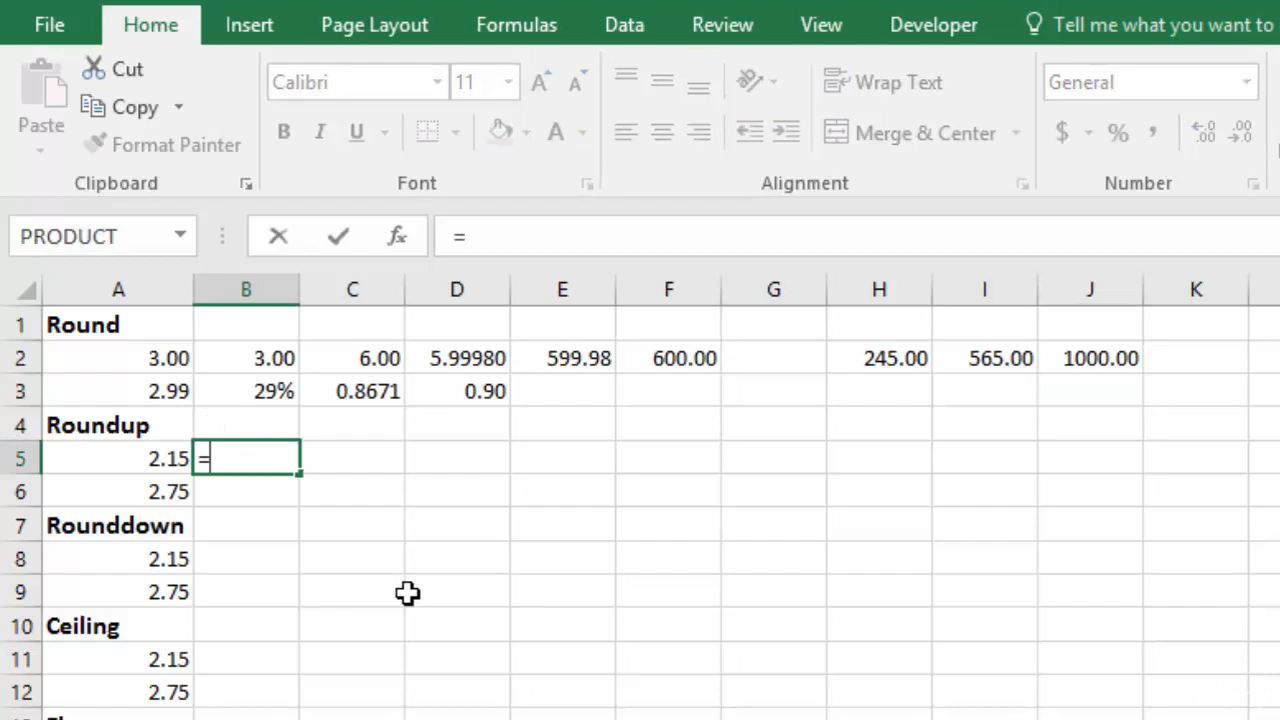 File Home Insert Page Layout Formulas Data Review View Developer Tell me what you want to
Cut
Copy
Format Painter
Paste
Calibri 11 A A
B I U A
Wrap Text
Merge & Center
General
$ % , .00 .00
Clipboard Font Alignment Number
PRODUCT fx =
A B C D E F G H I J K
1 Round
2 3.00 3.00 6.00 5.99980 599.98 600.00 245.00 565.00 1000.00
3 2.99 29% 0.8671 0.90
4 Roundup
5 2.15 =
6 2.75
7 Rounddown
8 2.15
9 2.75
10 Ceiling
11 2.15
12 2.75